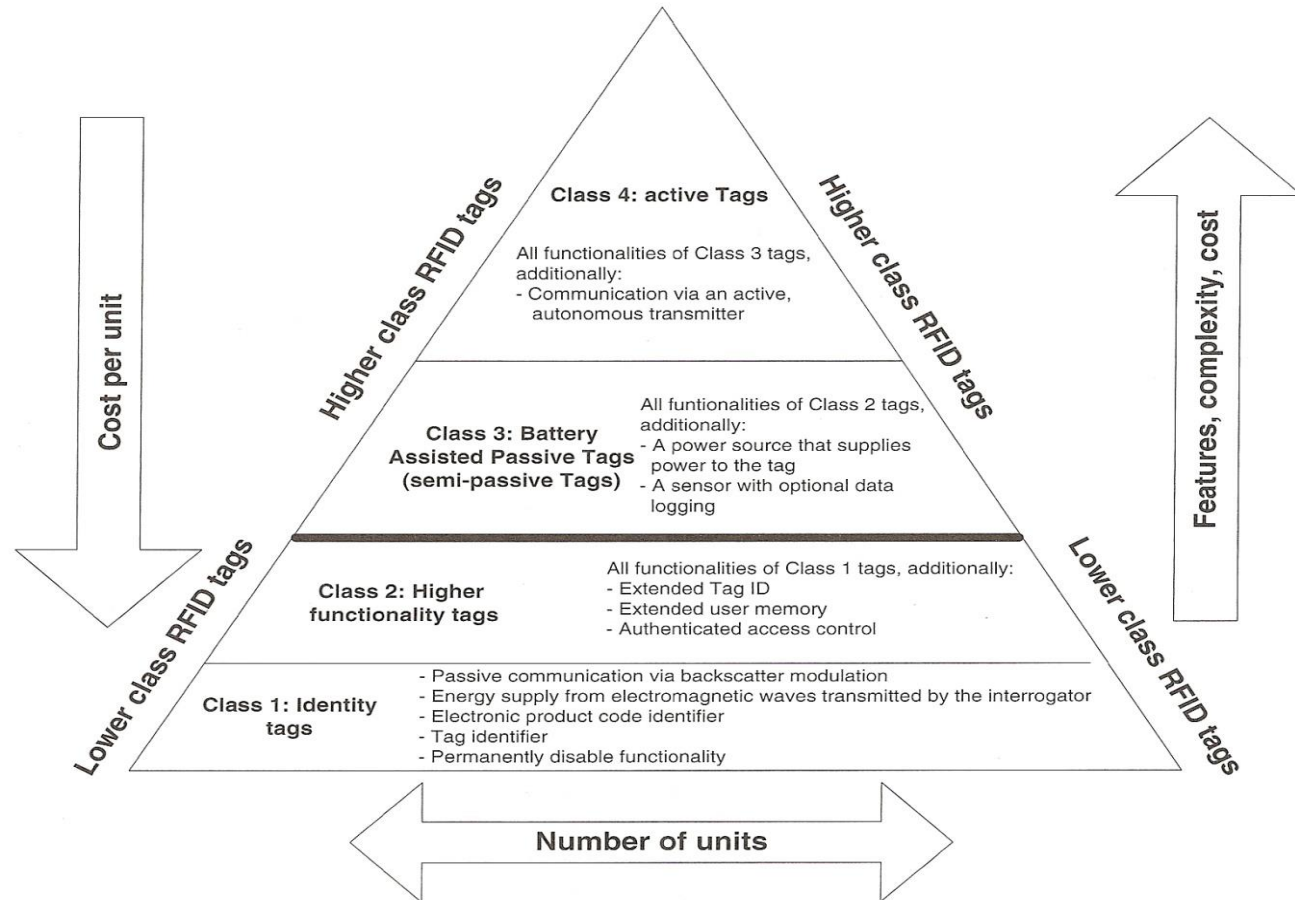 Class 4: active Tags
All functionalities of Class 3 tags,
additionally:
- Communication via an active,
autonomous transmitter
Higher class RFID tags
Higher class RFID tags
Cost per unit
Features, complexity, cost
Class 3: Battery
Assisted Passive Tags
(semi-passive Tags)
All funtionalities of Class 2 tags,
additionally:
- A power source that supplies
power to the tag
- A sensor with optional data
logging
Class 2: Higher
functionality tags
All functionalities of Class 1 tags, additionally:
- Extended Tag ID
- Extended user memory
- Authenticated access control
Lower class RFID tags
Lower class RFID tags
Class 1: Identity
tags
- Passive communication via backscatter modulation
- Energy supply from electromagnetic waves transmitted by the interrogator
- Electronic product code identifier
- Tag identifier
- Permanently disable functionality
Number of units